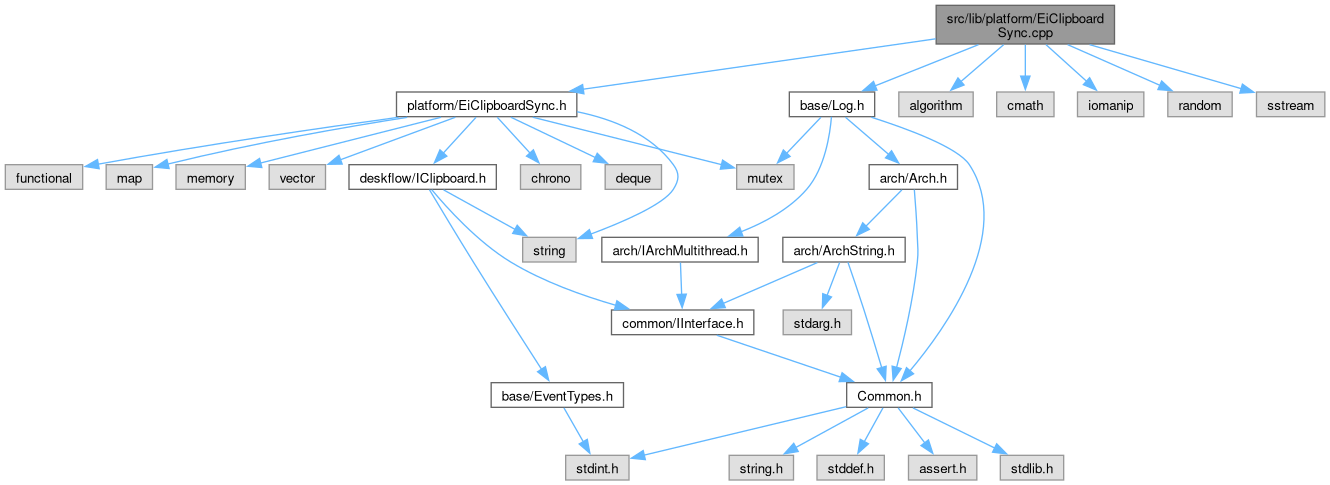 src/lib/platform/EiClipboard
Sync.cpp
platform/EiClipboardSync.h
base/Log.h
algorithm
cmath
iomanip
random
sstream
functional
map
memory
vector
deskflow/IClipboard.h
chrono
deque
mutex
arch/Arch.h
string
arch/IArchMultithread.h
arch/ArchString.h
common/IInterface.h
stdarg.h
base/EventTypes.h
Common.h
stdint.h
string.h
stddef.h
assert.h
stdlib.h